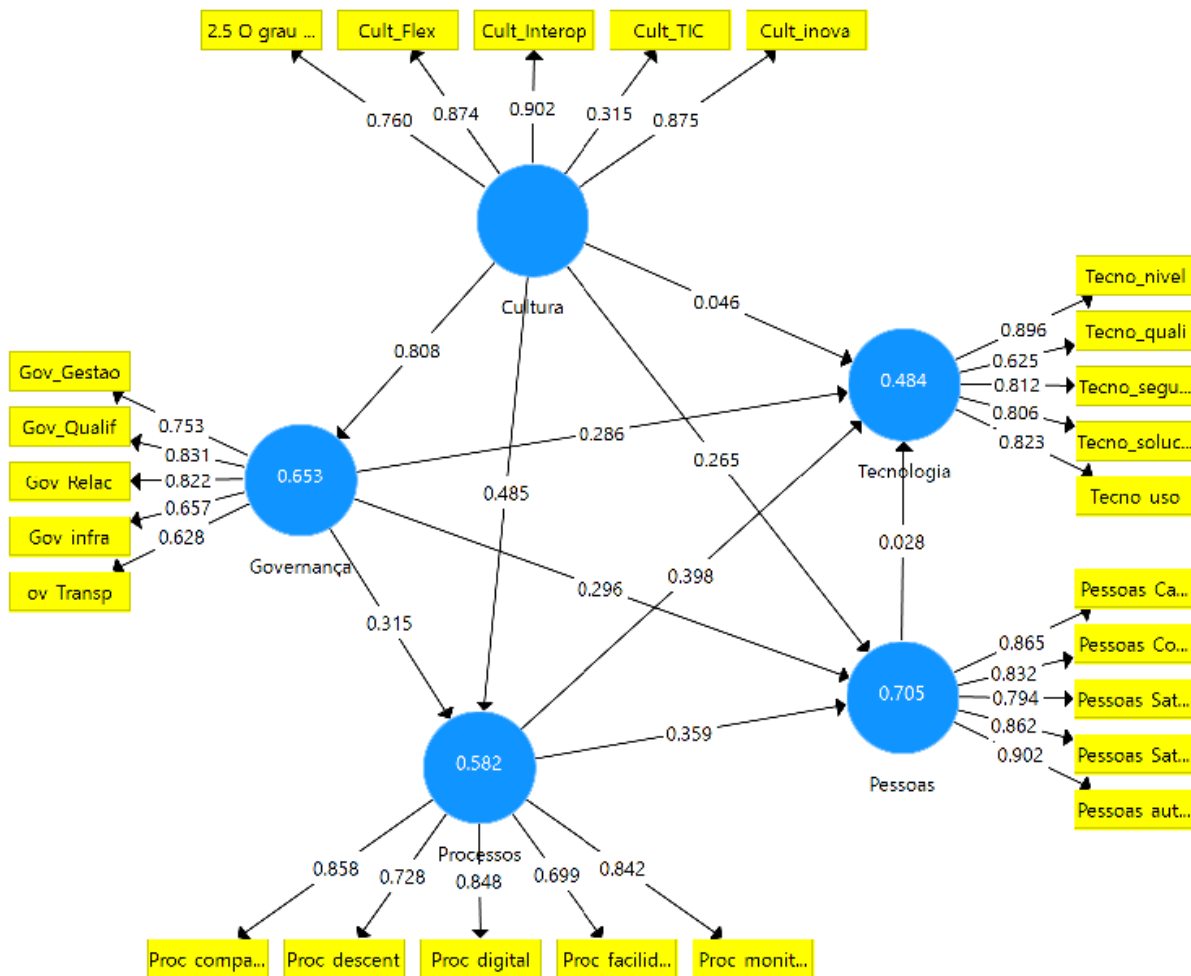 2.5 O grau ...
Cult_Flex
Cult_Interop
Cult_TIC
Cult_inova
0.760
0.874
0.902
0.315
0.875
Cultura
0.808
0.485
0.265
0.046
Tecno_nivel
Tecno_quali
Tecno_segu...
Tecno_soluc...
Tecno uso
0.896
0.625
0.812
0.806
0.823
0.484
Tecnologia
Gov_Gestao
Gov_Qualif
Gov Relac
Gov infra
ov Transp
0.753
0.831
0.822
0.657
0.628
0.653
Governança
0.286
0.296
0.315
0.398
0.028
0.359
Pessoas Ca...
Pessoas Co...
Pessoas Sat...
Pessoas Sat...
Pessoas aut...
0.865
0.832
0.794
0.862
0.902
0.705
Pessoas
0.582
Processos
0.858
0.728
0.848
0.699
0.842
Proc compa...
Proc descent
Proc digital
Proc facilid...
Proc monit...